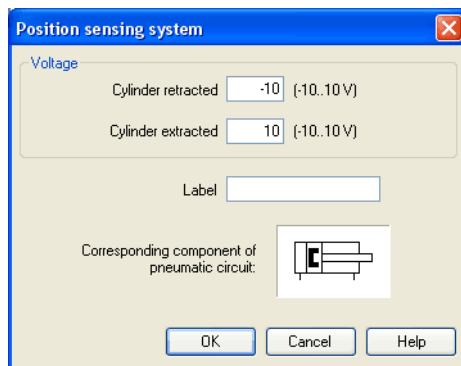 Position sensing system
Voltage
Cylinder retracted -10 (-10..10 V)
Cylinder extracted 10 (-10..10 V)
Label
Corresponding component of
pneumatic circuit:
OK Cancel Help